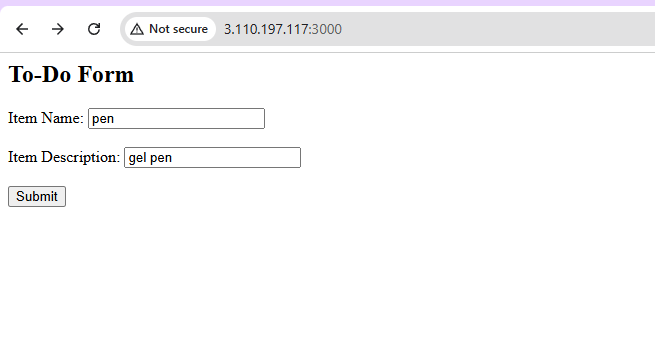 Not secure 3.110.197.117:3000
To-Do Form
Item Name: pen
Item Description: gel pen
Submit